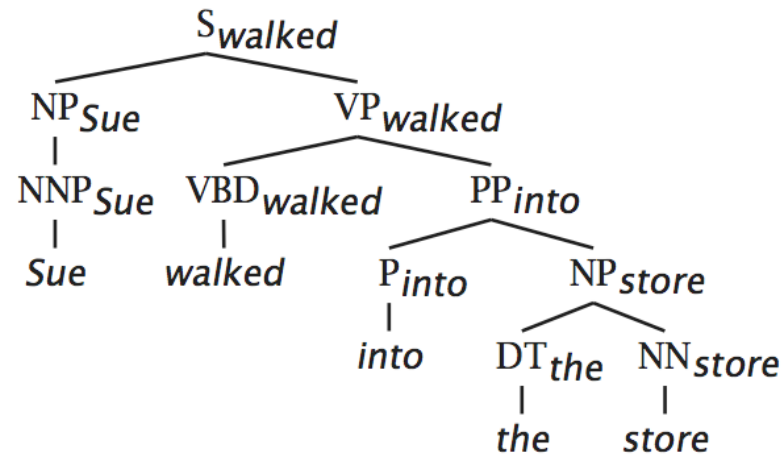 S walked
NP Sue VP walked
NNP Sue VBD walked PP into
Sue walked P into NP store
into DT the NN store
the store